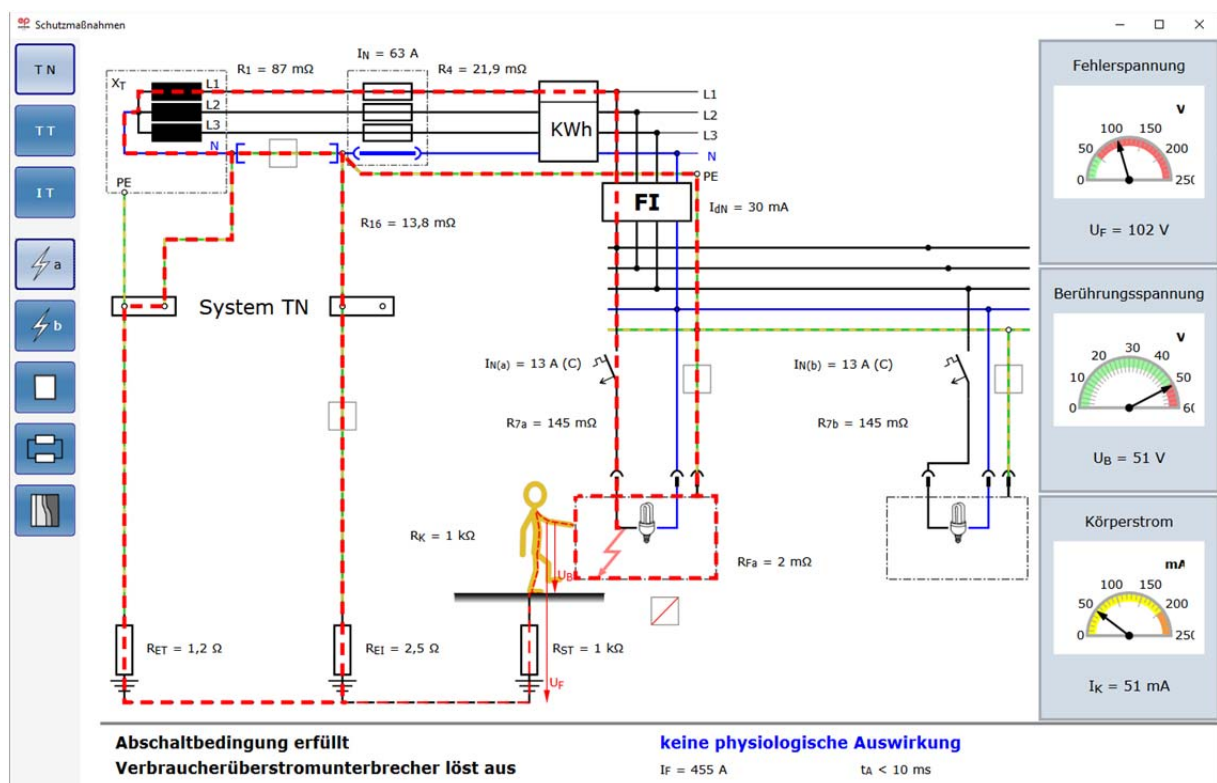 Schutzmaßnahmen
T N
T T
I T
a
b
X_T
R1 = 87 mΩ
IN = 63 A
R4 = 21,9 mΩ
L1
L2
L3
N
PE
KWh
L1
L2
L3
N
PE
FI
IdN = 30 mA
R16 = 13,8 mΩ
System TN
IN(a) = 13 A (C)
IN(b) = 13 A (C)
R7a = 145 mΩ
R7b = 145 mΩ
RK = 1 kΩ
UB
RFa = 2 mΩ
RET = 1,2 Ω
REI = 2,5 Ω
RST = 1 kΩ
UF
Fehlerspannung
V
0 50 100 150 200 250
UF = 102 V
Berührungsspannung
V
0 10 20 30 40 50 60
UB = 51 V
Körperstrom
mA
0 50 100 150 200 250
IK = 51 mA
Abschaltbedingung erfüllt
keine physiologische Auswirkung
Verbraucherüberstromunterbrecher löst aus
IF = 455 A
tA < 10 ms